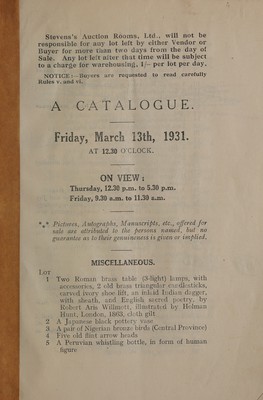 Stevens's Auction Rooms, Ltd., will not be
responsible for any lot left by either Vendor or
Buyer for more than two days from the day of
Sale. Any lot left after that time will be subject
to a charge for warehousing, 1/- per lot per day.
NOTICE:—Buyers are requested to read carefully
Rules v. and vi.
A CATALOGUE.
Friday, March 13th, 1931.
AT 12.30 O'CLOCK.
ON VIEW:
Thursday, 12.30 p.m. to 5.30 p.m.
Friday, 9.30 a.m. to 11.30 a.m.
*** Pictures, Autographs, Manuscripts, etc., offered for
sale are attributed to the persons named, but no
guarantee as to their genuineness is given or implied.
MISCELLANEOUS.
Lot
1 Two Roman brass table (3-light) lamps, with
accessories, 2 old brass triangular candlesticks,
carved ivory shoe lift, an inlaid Indian dagger,
with sheath, and English sacred poetry, by
Robert Aris Willmott, illustrated by Holman
Hunt, London, 1863, cloth gilt
2 A Japanese black pottery vase
3 A pair of Nigerian bronze birds (Central Province)
4 Five old flint arrow heads
5 A Peruvian whistling bottle, in form of human
figure